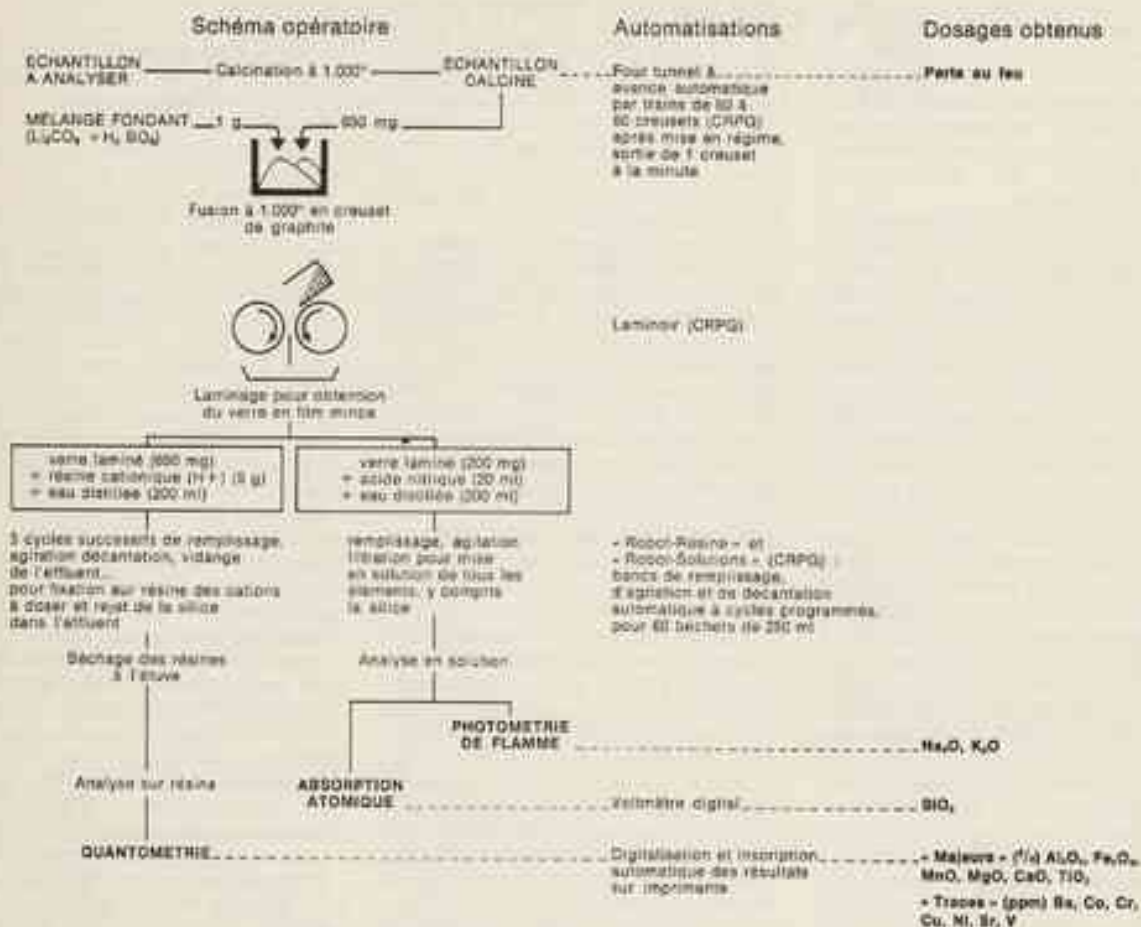 Schéma opératoire
Automatisations
Dosages obtenus
ECHANTILLON
A ANALYSER
Calcination à 1.000°
ECHANTILLON
CALCINE
Four tunnel à
avance automatique
par trains de 50 à
60 creusets (CRPG)
après mise en régime,
sortie de 1 creuset
à la minute
Perte au feu
MELANGE FONDANT
1 g
650 mg
Fusion à 1.000° en creuset
de graphite
Laminoir (CRPG)
Laminage pour obtention
du verre en film mince
verre laminé (600 mg)
+ résine cationique (H+) (5 g)
+ eau distillée (200 ml)
verre laminé (200 mg)
+ acide nitrique (20 ml)
+ eau distillée (200 ml)
3 cycles successifs de remplissage,
agitation décantation, vidange
de l'effluent...
pour fixation sur résine des cations
à doser et rejet de la silice
dans l'effluent
remplissage, agitation
filtration pour mise
en solution de tous les
éléments, y compris
la silice
« Robot-Résine » et
« Robot-Solutions » (CRPG) :
bancs de remplissage,
d'agitation et de décantation
automatique à cycles programmés,
pour 60 béchers de 250 ml
Séchage des résines
à l'étuve
Analyse en solution
PHOTOMETRIE
DE FLAMME
Na₂O, K₂O
Analyse sur résine
ABSORPTION
ATOMIQUE
Voltmètre digital
SiO₂
QUANTOMETRIE
Digitalisation et inscription
automatique des résultats
sur imprimante
« Majeurs » (%) Al₂O₃, Fe₂O₃,
MnO, MgO, CaO, TiO₂
« Traces » (ppm) Ba, Co, Cr,
Cu, Ni, Sr, V